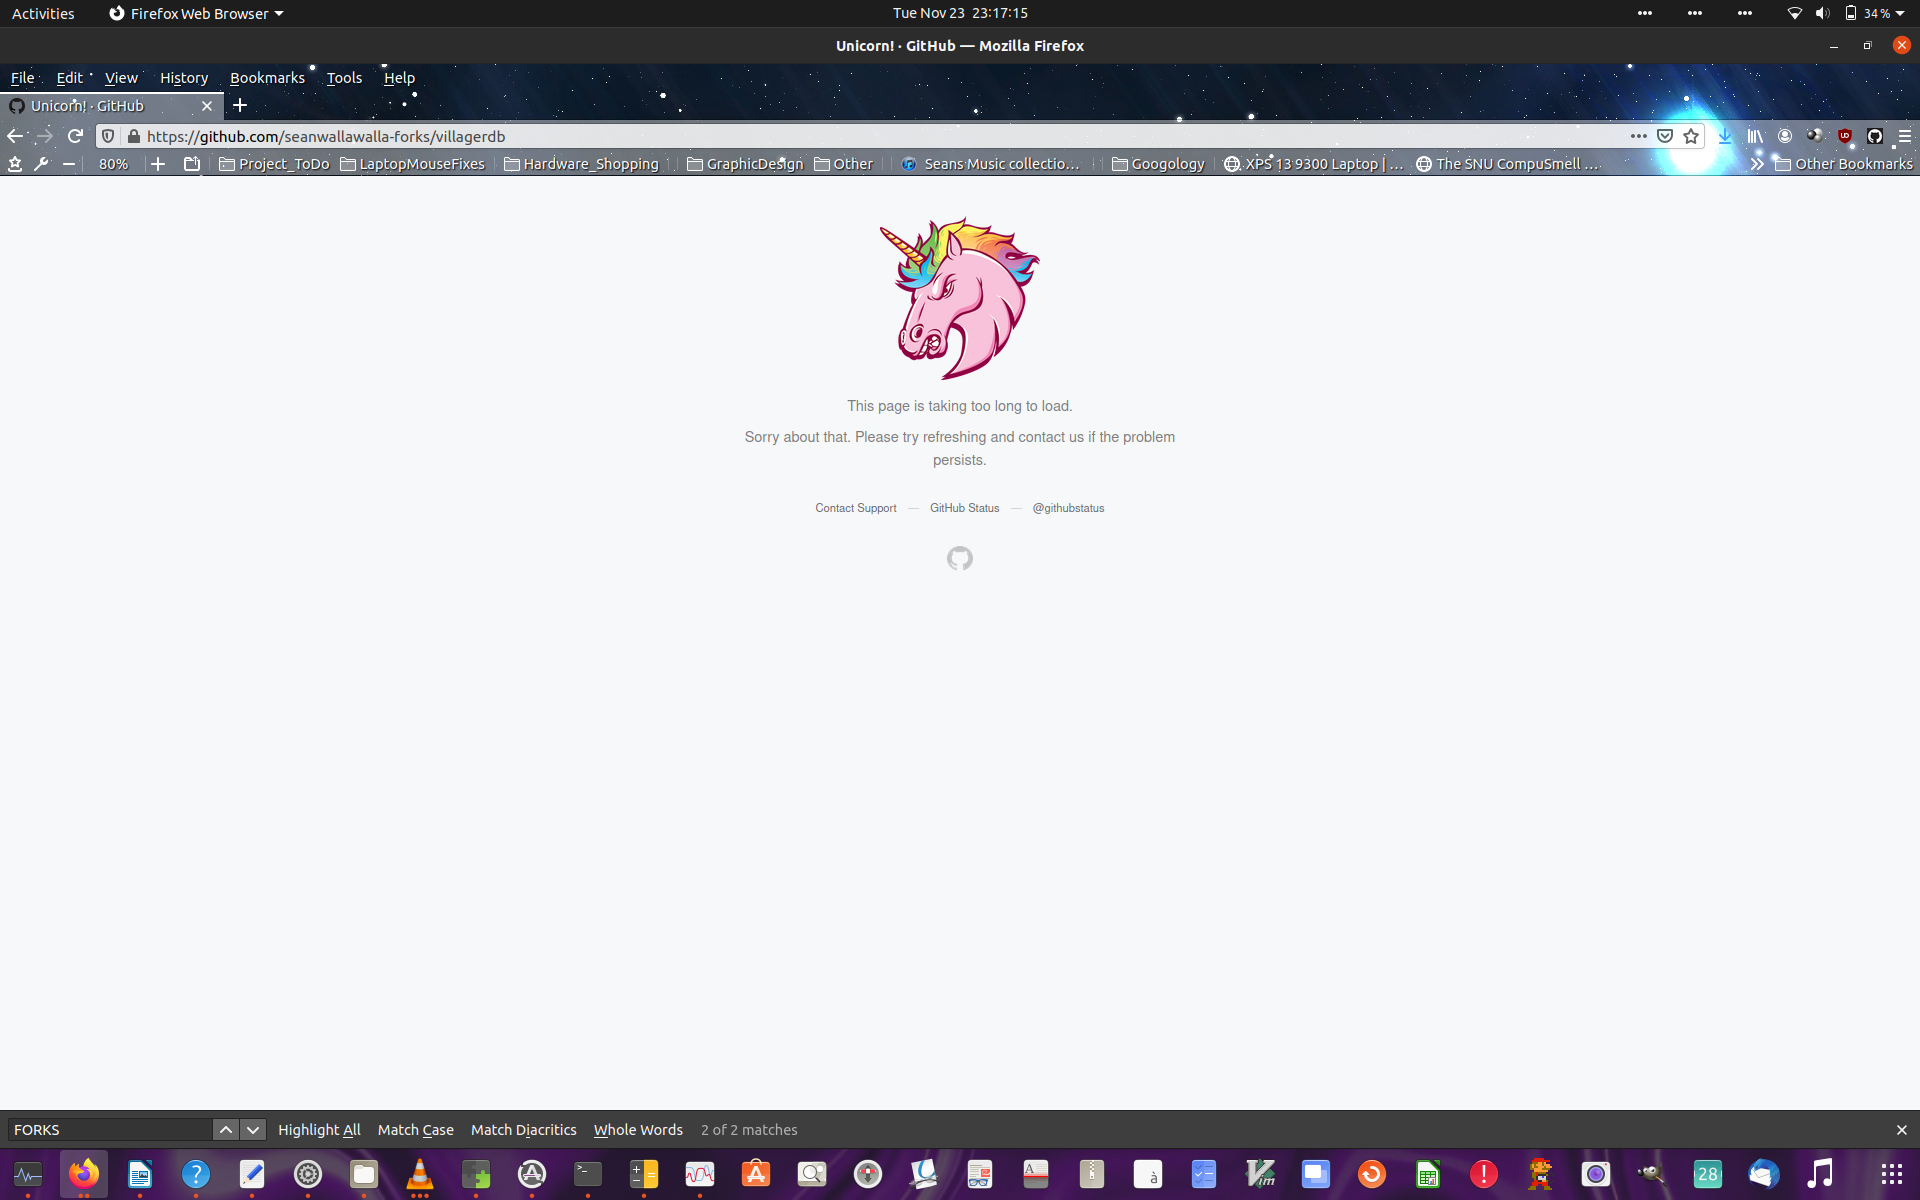 Activities Firefox Web Browser Tue Nov 23 23:17:15 34 %
Unicorn! · GitHub — Mozilla Firefox
File Edit View History Bookmarks Tools Help
Unicorn! · GitHub
https://github.com/seanwallawalla-forks/villagerdb
80% Project_ToDo LaptopMouseFixes Hardware_Shopping GraphicDesign Other Seans Music collectio… Googology XPS 13 9300 Laptop | … The SNU CompuSmell … Other Bookmarks
This page is taking too long to load.
Sorry about that. Please try refreshing and contact us if the problem
persists.
Contact Support — GitHub Status — @githubstatus
FORKS Highlight All Match Case Match Diacritics Whole Words 2 of 2 matches
28